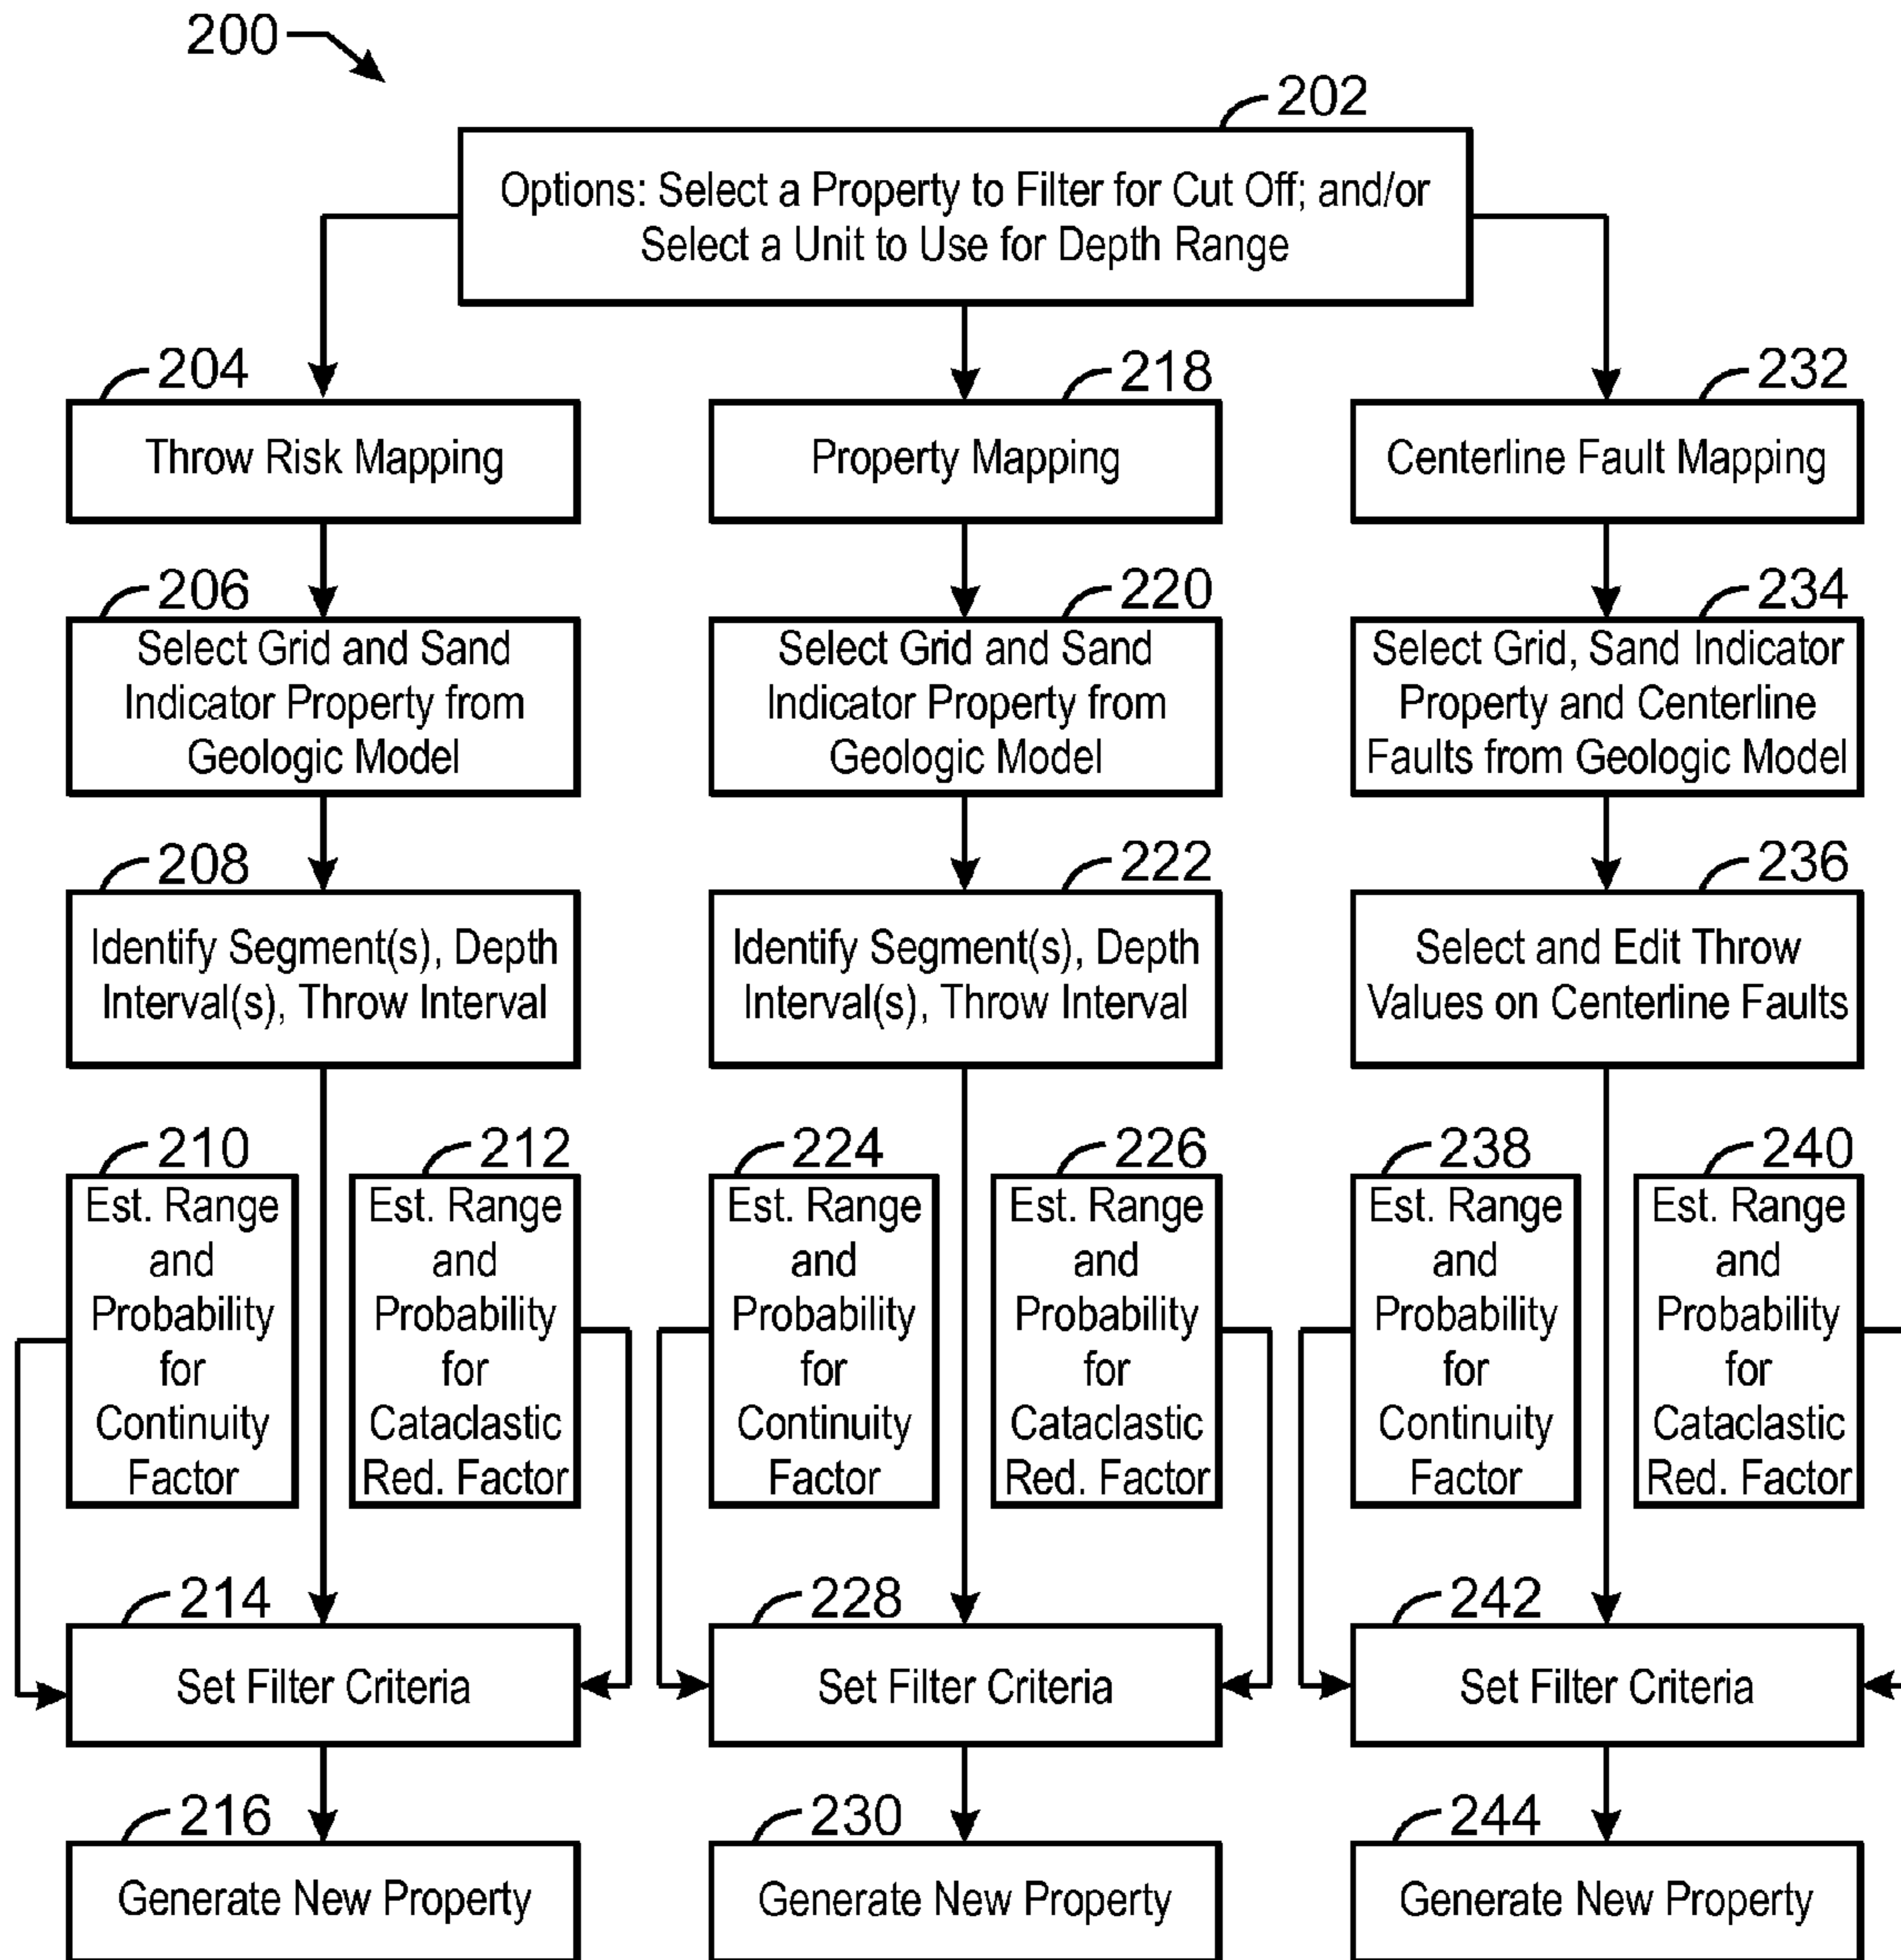 200
202
Options: Select a Property to Filter for Cut Off; and/or
Select a Unit to Use for Depth Range
204
Throw Risk Mapping
218
Property Mapping
232
Centerline Fault Mapping
206
Select Grid and Sand
Indicator Property from
Geologic Model
220
Select Grid and Sand
Indicator Property from
Geologic Model
234
Select Grid, Sand Indicator
Property and Centerline
Faults from Geologic Model
208
Identify Segment(s), Depth
Interval(s), Throw Interval
222
Identify Segment(s), Depth
Interval(s), Throw Interval
236
Select and Edit Throw
Values on Centerline Faults
210
Est. Range
and
Probability
for
Continuity
Factor
212
Est. Range
and
Probability
for
Cataclastic
Red. Factor
224
Est. Range
and
Probability
for
Continuity
Factor
226
Est. Range
and
Probability
for
Cataclastic
Red. Factor
238
Est. Range
and
Probability
for
Continuity
Factor
240
Est. Range
and
Probability
for
Cataclastic
Red. Factor
214
Set Filter Criteria
228
Set Filter Criteria
242
Set Filter Criteria
216
Generate New Property
230
Generate New Property
244
Generate New Property